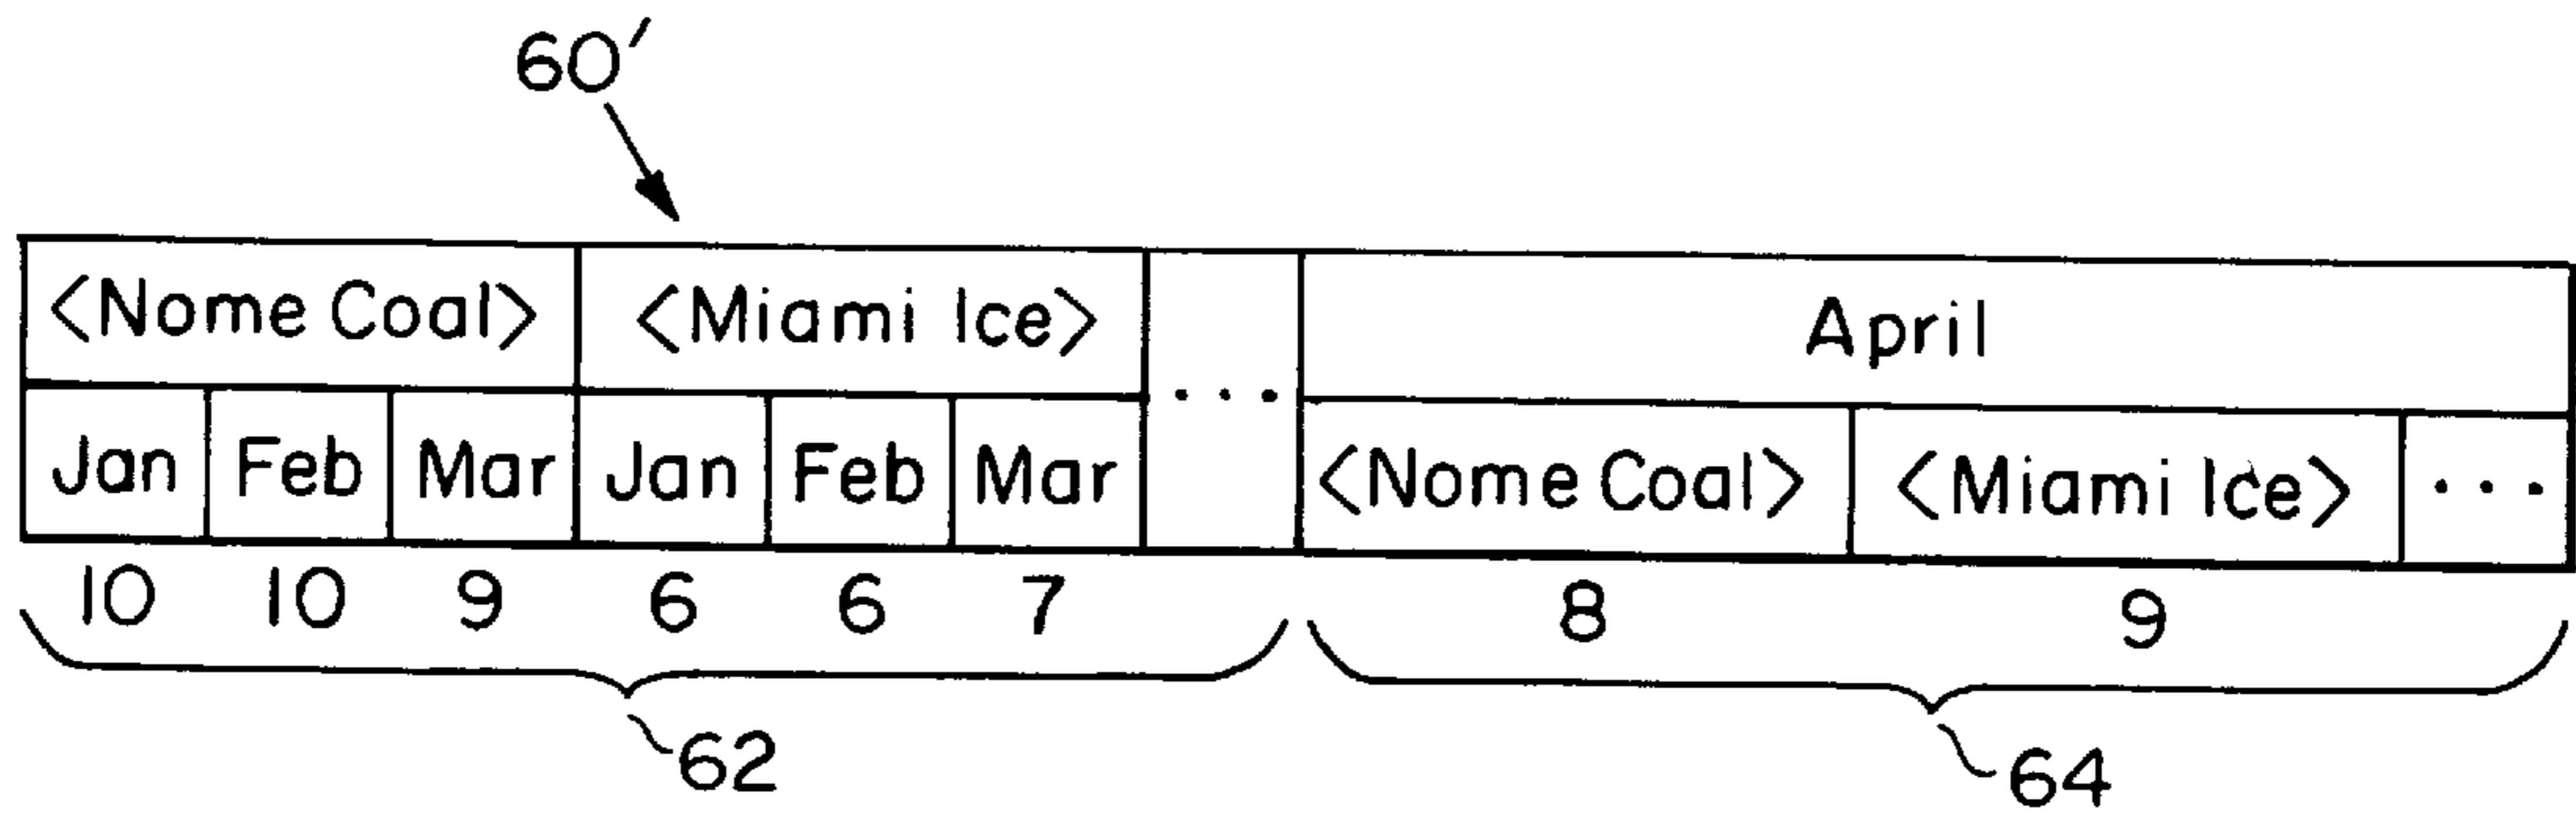 60'
<Nome Coal> <Miami Ice> ... April
Jan Feb Mar Jan Feb Mar <Nome Coal> <Miami Ice> ...
10 10 9 6 6 7 8 9
62 64